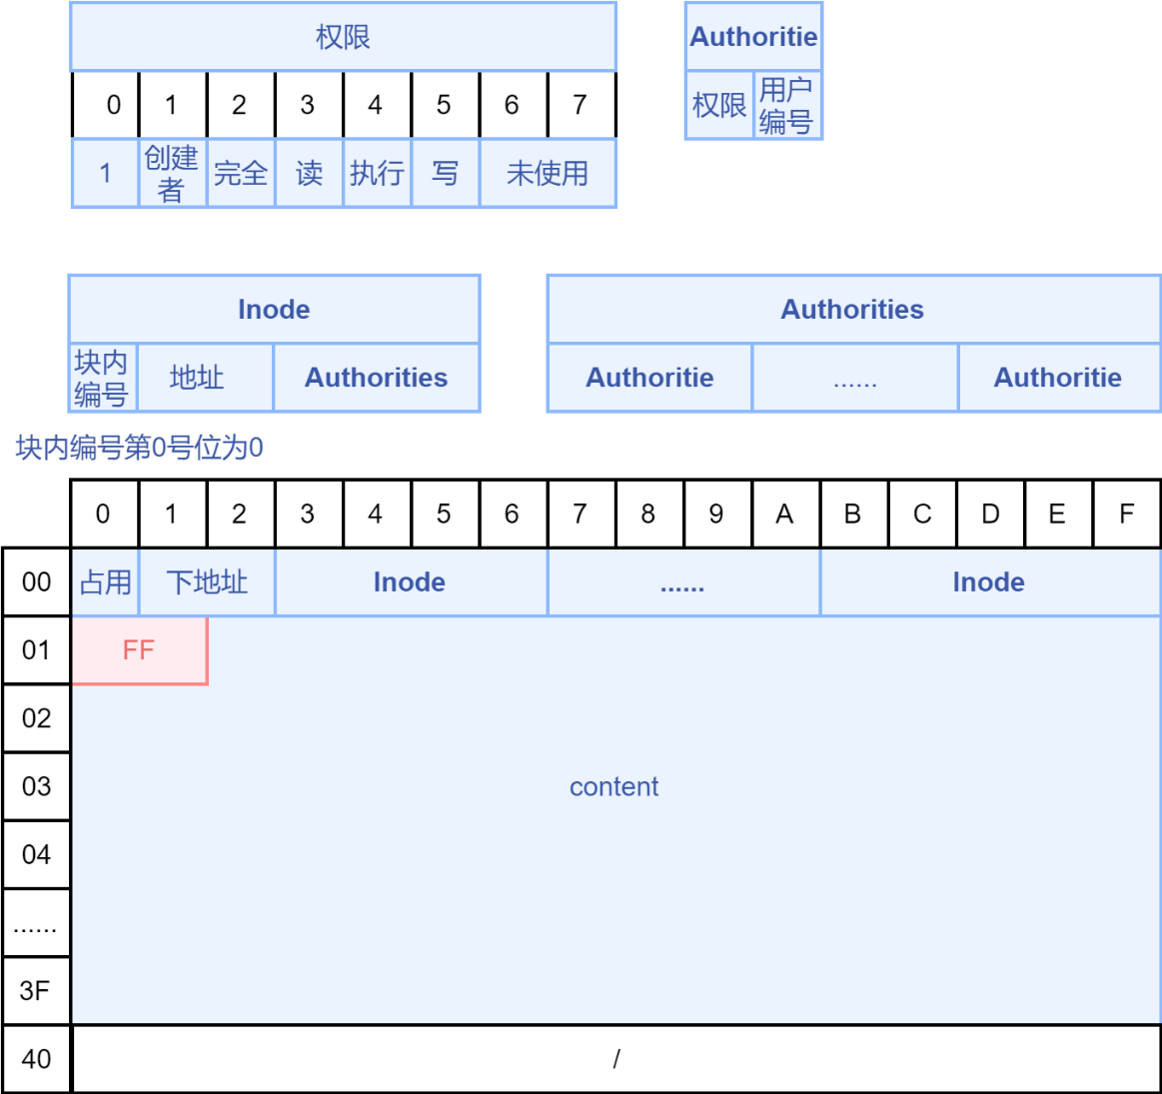 权限
0 1 2 3 4 5 6 7
1 创建者 完全 读 执行 写 未使用
Authoritie
权限 用户编号
Inode
块内编号 地址 Authorities
Authorities
Authoritie ...... Authoritie
块内编号第0号位为0
0 1 2 3 4 5 6 7 8 9 A B C D E F
00 占用 下地址 Inode ...... Inode
01 FF
02
03 content
04
......
3F
40 /